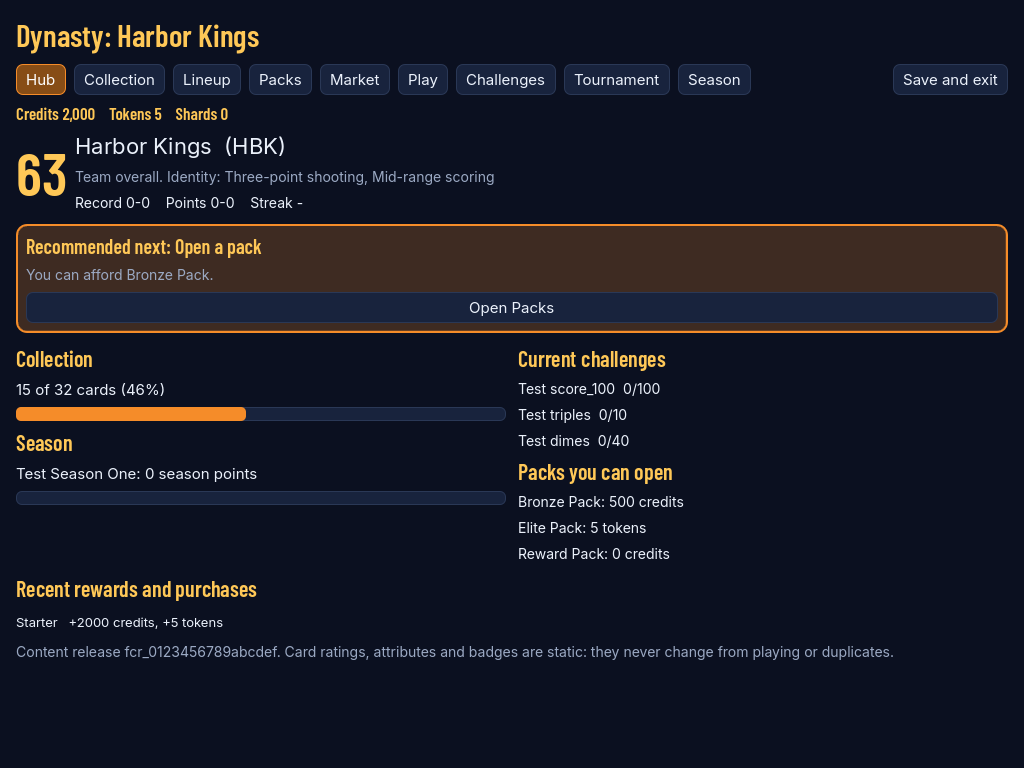 Dynasty: Harbor Kings
Hub Collection Lineup Packs Market Play Challenges Tournament Season Save and exit
Credits 2,000 Tokens 5 Shards 0
63
Harbor Kings (HBK)
Team overall. Identity: Three-point shooting, Mid-range scoring
Record 0-0 Points 0-0 Streak -
Recommended next: Open a pack
You can afford Bronze Pack.
Open Packs
Collection
15 of 32 cards (46%)
Season
Test Season One: 0 season points
Current challenges
Test score_100 0/100
Test triples 0/10
Test dimes 0/40
Packs you can open
Bronze Pack: 500 credits
Elite Pack: 5 tokens
Reward Pack: 0 credits
Recent rewards and purchases
Starter +2000 credits, +5 tokens
Content release fcr_0123456789abcdef. Card ratings, attributes and badges are static: they never change from playing or duplicates.